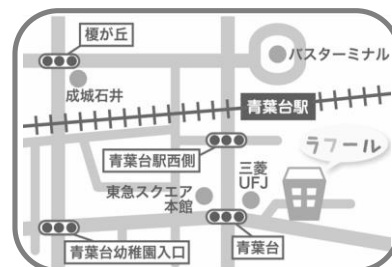 榎が丘
バスターミナル
成城石井
青葉台駅
ラフール
青葉台駅西側
三菱
UFJ
東急スクエア
本館
青葉台幼稚園入口
青葉台